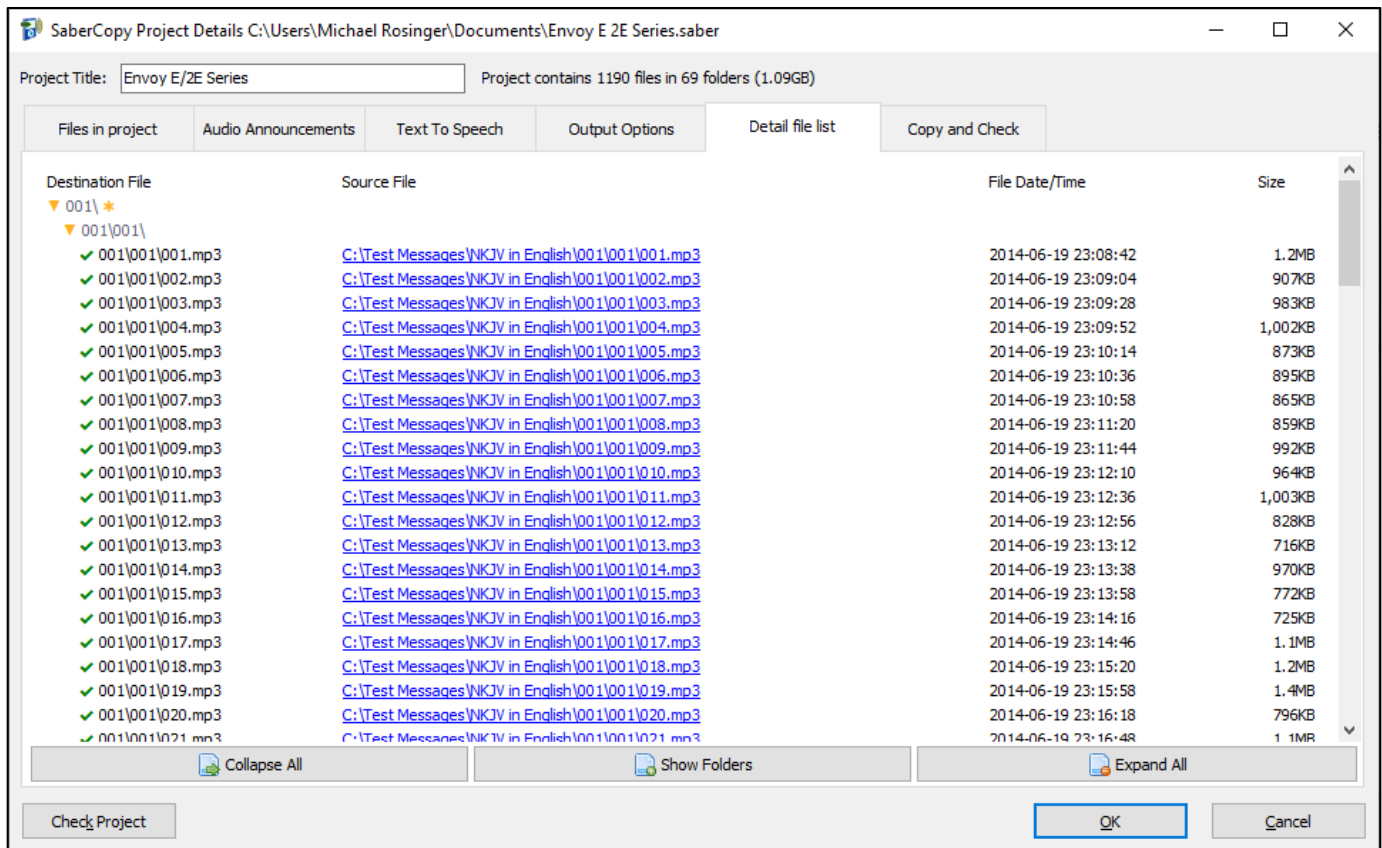 SaberCopy Project Details C:\Users\Michael Rosinger\Documents\Envoy E 2E Series.saber
Project Title: Envoy E/2E Series Project contains 1190 files in 69 folders (1.09GB)
Files in project Audio Announcements Text To Speech Output Options Detail file list Copy and Check
Destination File Source File File Date/Time Size
001\
001\001\
001\001\001.mp3 C:\Test Messages\NKJV in English\001\001\001.mp3 2014-06-19 23:08:42 1.2MB
001\001\002.mp3 C:\Test Messages\NKJV in English\001\001\002.mp3 2014-06-19 23:09:04 907KB
001\001\003.mp3 C:\Test Messages\NKJV in English\001\001\003.mp3 2014-06-19 23:09:28 983KB
001\001\004.mp3 C:\Test Messages\NKJV in English\001\001\004.mp3 2014-06-19 23:09:52 1,002KB
001\001\005.mp3 C:\Test Messages\NKJV in English\001\001\005.mp3 2014-06-19 23:10:14 873KB
001\001\006.mp3 C:\Test Messages\NKJV in English\001\001\006.mp3 2014-06-19 23:10:36 895KB
001\001\007.mp3 C:\Test Messages\NKJV in English\001\001\007.mp3 2014-06-19 23:10:58 865KB
001\001\008.mp3 C:\Test Messages\NKJV in English\001\001\008.mp3 2014-06-19 23:11:20 859KB
001\001\009.mp3 C:\Test Messages\NKJV in English\001\001\009.mp3 2014-06-19 23:11:44 992KB
001\001\010.mp3 C:\Test Messages\NKJV in English\001\001\010.mp3 2014-06-19 23:12:10 964KB
001\001\011.mp3 C:\Test Messages\NKJV in English\001\001\011.mp3 2014-06-19 23:12:36 1,003KB
001\001\012.mp3 C:\Test Messages\NKJV in English\001\001\012.mp3 2014-06-19 23:12:56 828KB
001\001\013.mp3 C:\Test Messages\NKJV in English\001\001\013.mp3 2014-06-19 23:13:12 716KB
001\001\014.mp3 C:\Test Messages\NKJV in English\001\001\014.mp3 2014-06-19 23:13:38 970KB
001\001\015.mp3 C:\Test Messages\NKJV in English\001\001\015.mp3 2014-06-19 23:13:58 772KB
001\001\016.mp3 C:\Test Messages\NKJV in English\001\001\016.mp3 2014-06-19 23:14:16 725KB
001\001\017.mp3 C:\Test Messages\NKJV in English\001\001\017.mp3 2014-06-19 23:14:46 1.1MB
001\001\018.mp3 C:\Test Messages\NKJV in English\001\001\018.mp3 2014-06-19 23:15:20 1.2MB
001\001\019.mp3 C:\Test Messages\NKJV in English\001\001\019.mp3 2014-06-19 23:15:58 1.4MB
001\001\020.mp3 C:\Test Messages\NKJV in English\001\001\020.mp3 2014-06-19 23:16:18 796KB
001\001\021.mp3 C:\Test Messages\NKJV in English\001\001\021.mp3 2014-06-19 23:16:48 1.1MB
Collapse All Show Folders Expand All
Check Project OK Cancel